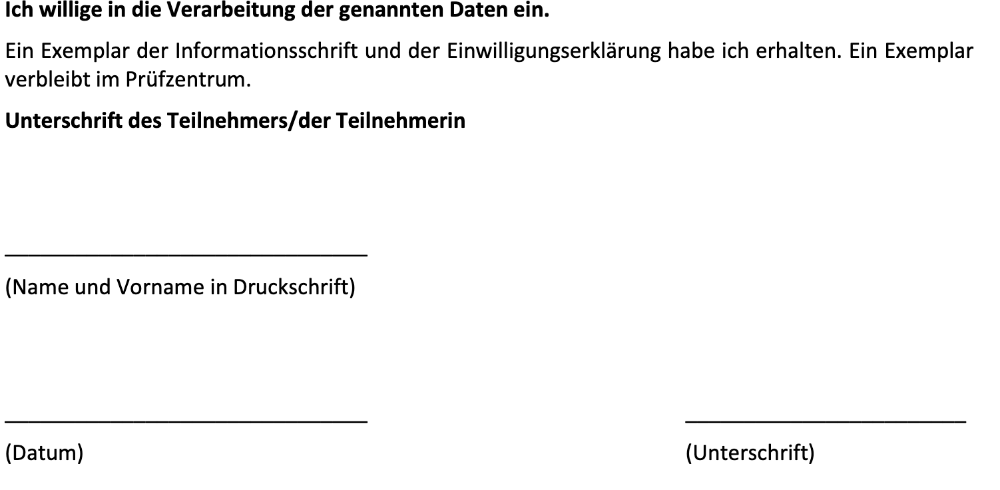 Ich willige in die Verarbeitung der genannten Daten ein.
Ein Exemplar der Informationsschrift und der Einwilligungserklärung habe ich erhalten. Ein Exemplar
verbleibt im Prüfzentrum.
Unterschrift des Teilnehmers/der Teilnehmerin
(Name und Vorname in Druckschrift)
(Datum) (Unterschrift)